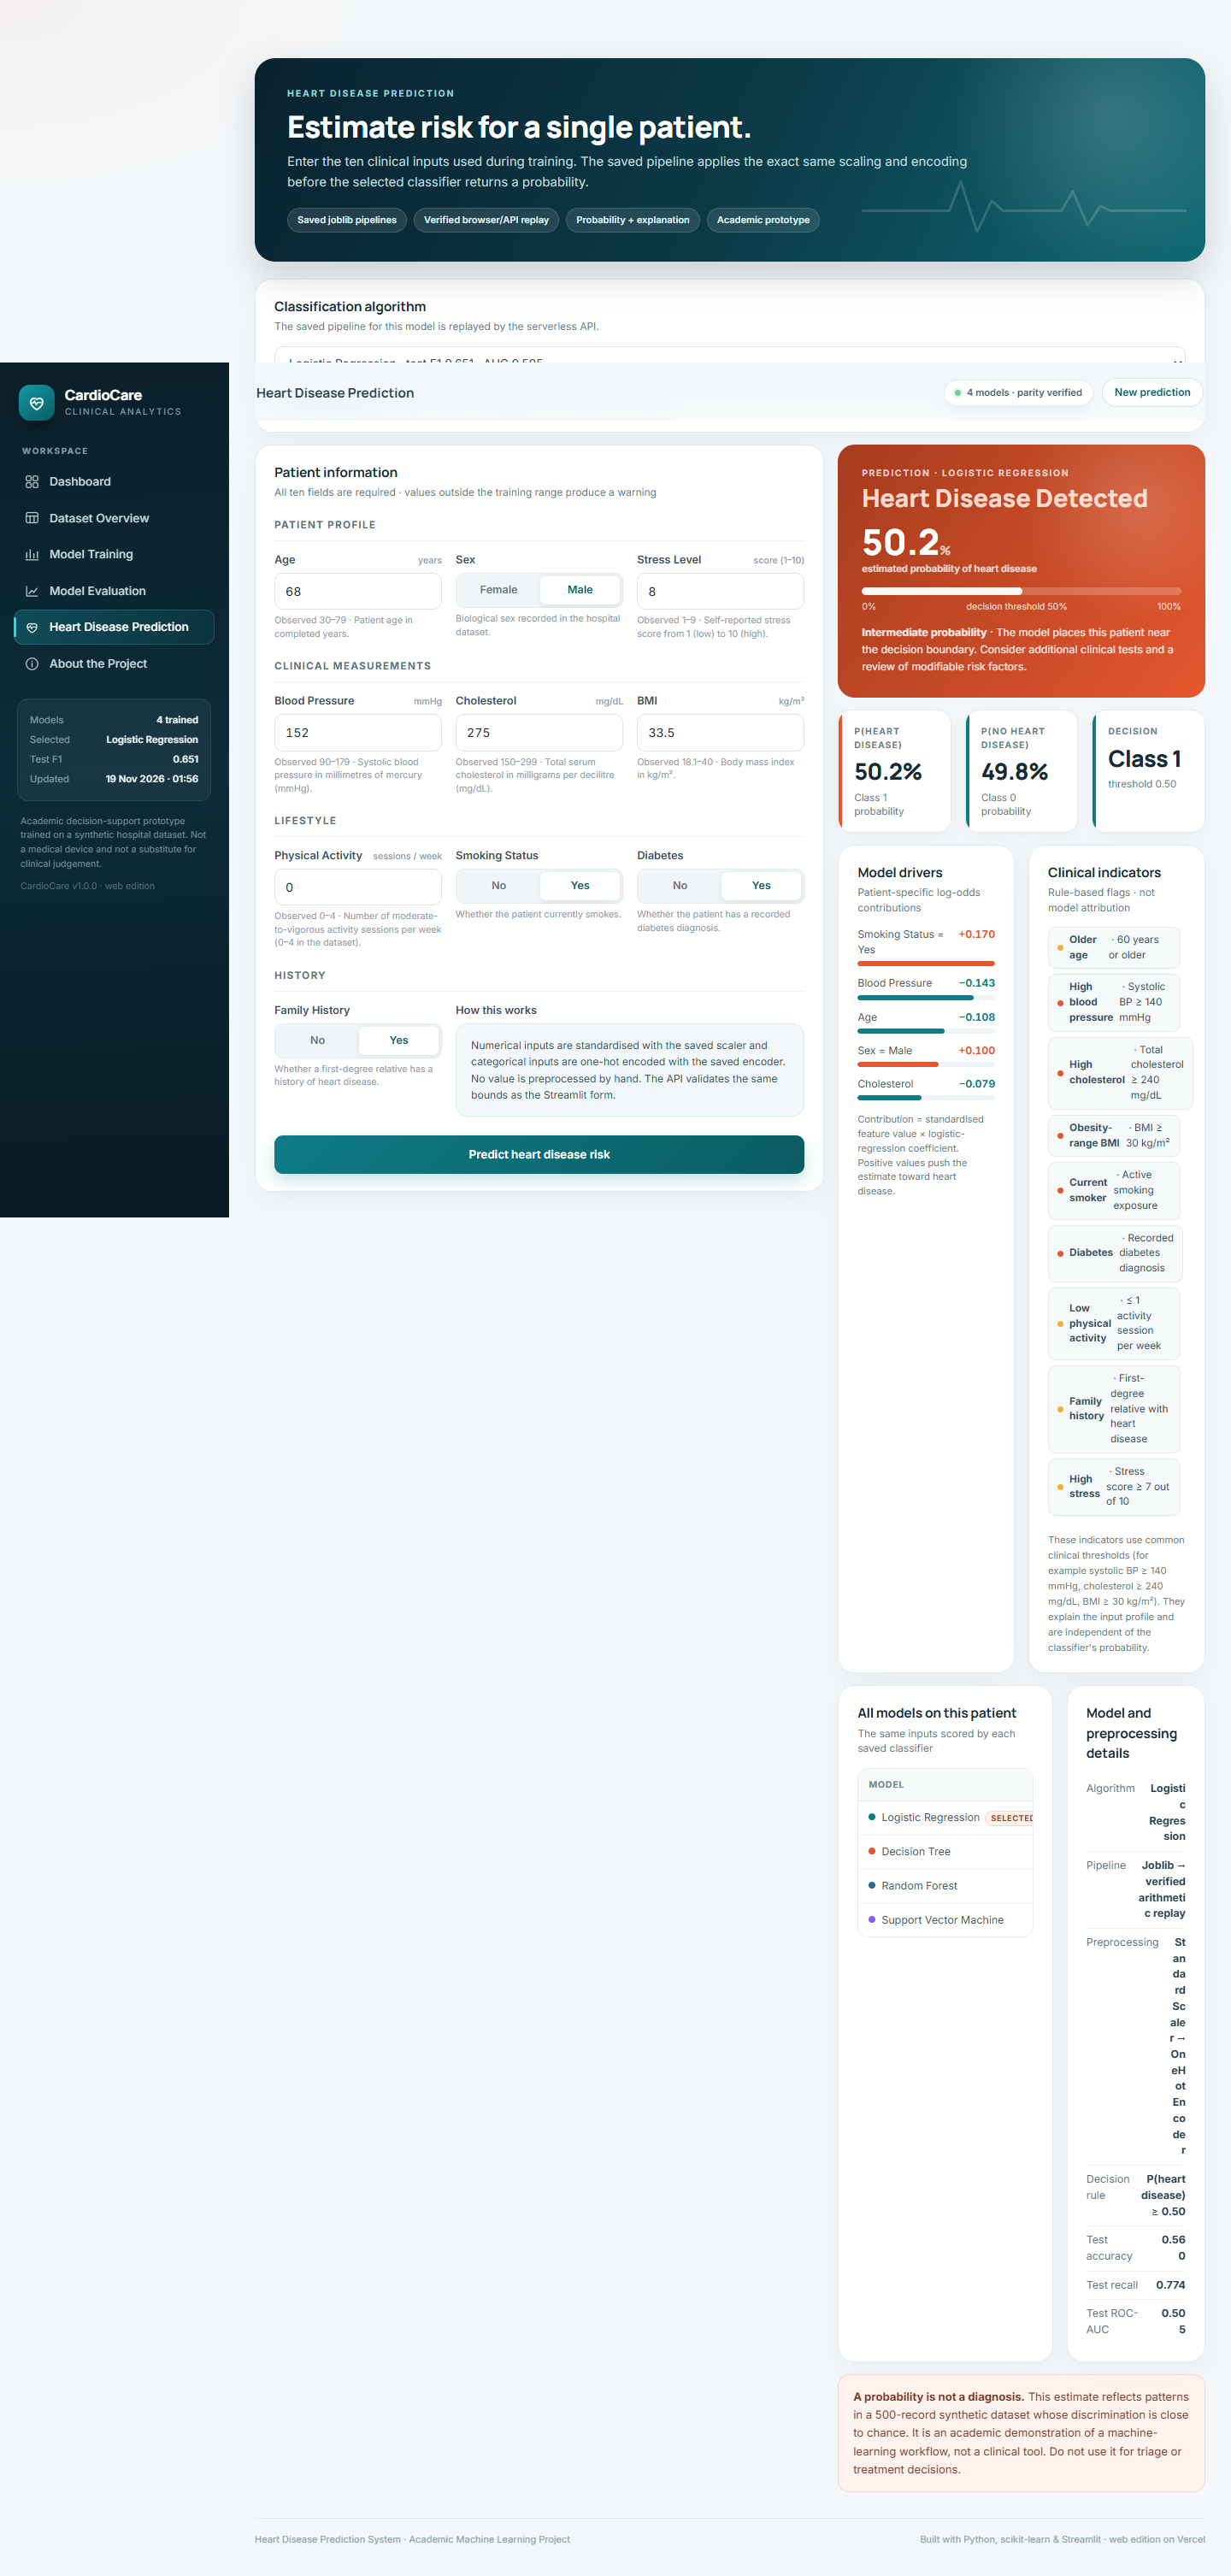 HEART DISEASE PREDICTION
Estimate risk for a single patient.
Enter the ten clinical inputs used during training. The saved pipeline applies the exact same scaling and encoding
before the selected classifier returns a probability.
Saved joblib pipelines
Verified browser/API replay
Probability + explanation
Academic prototype
Classification algorithm
The saved pipeline for this model is replayed by the serverless API.
Logistic Regression · test F1 0.651 · AUC 0.505
CardioCare
CLINICAL ANALYTICS
WORKSPACE
Dashboard
Dataset Overview
Model Training
Model Evaluation
Heart Disease Prediction
About the Project
Models 4 trained
Selected Logistic Regression
Test F1 0.651
Updated 19 Nov 2026 · 01:56
Academic decision-support prototype
trained on a synthetic hospital dataset. Not
a medical device and not a substitute for
clinical judgement.
CardioCare v1.0.0 · web edition
Heart Disease Prediction
4 models · parity verified
New prediction
Patient information
All ten fields are required · values outside the training range produce a warning
PATIENT PROFILE
Age years
68
Observed 30–79 · Patient age in
completed years.
Sex
Female Male
Biological sex recorded in the hospital
dataset.
Stress Level score (1–10)
8
Observed 1–9 · Self-reported stress
score from 1 (low) to 10 (high).
CLINICAL MEASUREMENTS
Blood Pressure mmHg
152
Observed 90–179 · Systolic blood
pressure in millimetres of mercury
(mmHg).
Cholesterol mg/dL
275
Observed 150–299 · Total serum
cholesterol in milligrams per decilitre
(mg/dL).
BMI kg/m²
33.5
Observed 18.1–40 · Body mass index
in kg/m².
LIFESTYLE
Physical Activity sessions / week
0
Observed 0–4 · Number of moderate-
to-vigorous activity sessions per week
(0–4 in the dataset).
Smoking Status
No Yes
Whether the patient currently smokes.
Diabetes
No Yes
Whether the patient has a recorded
diabetes diagnosis.
HISTORY
Family History
No Yes
Whether a first-degree relative has a
history of heart disease.
How this works
Numerical inputs are standardised with the saved scaler and
categorical inputs are one-hot encoded with the saved encoder.
No value is preprocessed by hand. The API validates the same
bounds as the Streamlit form.
Predict heart disease risk
PREDICTION · LOGISTIC REGRESSION
Heart Disease Detected
50.2%
estimated probability of heart disease
0% decision threshold 50% 100%
Intermediate probability · The model places this patient near
the decision boundary. Consider additional clinical tests and a
review of modifiable risk factors.
P(HEART
DISEASE)
50.2%
Class 1
probability
P(NO HEART
DISEASE)
49.8%
Class 0
probability
DECISION
Class 1
threshold 0.50
Model drivers
Patient-specific log-odds
contributions
Smoking Status = +0.170
Yes
Blood Pressure −0.143
Age −0.108
Sex = Male +0.100
Cholesterol −0.079
Contribution = standardised
feature value × logistic-
regression coefficient.
Positive values push the
estimate toward heart
disease.
Clinical indicators
Rule-based flags · not
model attribution
Older · 60 years
age or older
High · Systolic
blood BP ≥ 140
pressure mmHg
· Total
High cholesterol
cholesterol ≥ 240
mg/dL
Obesity- · BMI ≥
range BMI 30 kg/m²
· Active
Current smoking
smoker exposure
· Recorded
Diabetes diabetes
diagnosis
· ≤ 1
Low activity
physical session
activity per week
· First-
degree
Family relative with
history heart
disease
· Stress
High score ≥ 7 out
stress of 10
These indicators use common
clinical thresholds (for
example systolic BP ≥ 140
mmHg, cholesterol ≥ 240
mg/dL, BMI ≥ 30 kg/m²). They
explain the input profile and
are independent of the
classifier's probability.
All models on this patient
The same inputs scored by each
saved classifier
MODEL
Logistic Regression SELECTED
Decision Tree
Random Forest
Support Vector Machine
Model and
preprocessing
details
Algorithm Logisti
c
Regres
sion
Pipeline Joblib →
verified
arithmeti
c replay
Preprocessing St
an
da
rd
Sc
ale
r →
On
eH
ot
En
co
de
r
Decision P(heart
rule disease)
≥ 0.50
Test 0.56
accuracy 0
Test recall 0.774
Test ROC- 0.50
AUC 5
A probability is not a diagnosis. This estimate reflects patterns
in a 500-record synthetic dataset whose discrimination is close
to chance. It is an academic demonstration of a machine-
learning workflow, not a clinical tool. Do not use it for triage or
treatment decisions.
Heart Disease Prediction System · Academic Machine Learning Project
Built with Python, scikit-learn & Streamlit · web edition on Vercel